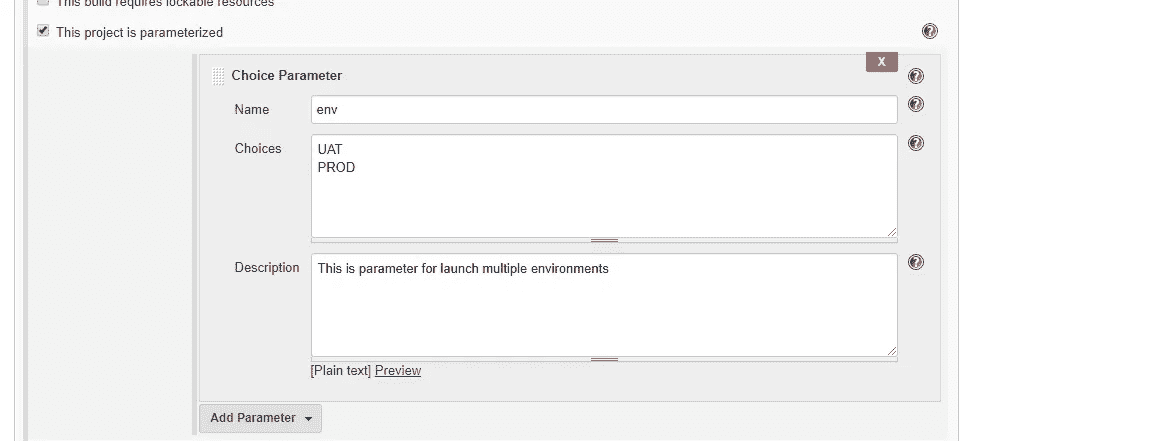 This build requires lockable resources
This project is parameterized
Choice Parameter
X
Name
env
Choices
UAT
PROD
Description
This is parameter for launch multiple environments
[Plain text] Preview
Add Parameter